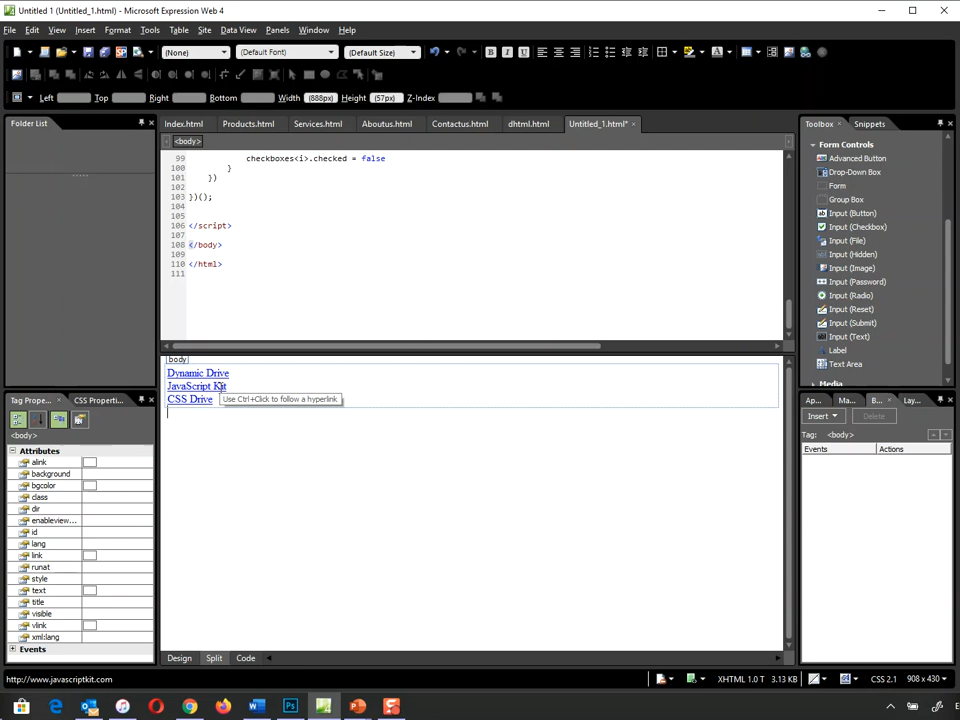 Untitled 1 (Untitled_1.html) - Microsoft Expression Web 4
File Edit View Insert Format Tools Table Site Data View Panels Window Help
(None) (Default Font) (Default Size)
Left Top Right Bottom Width (888px) Height (57px) Z-Index
Folder List
Index.html Products.html Services.html Aboutus.html Contactus.html dhtml.html Untitled_1.html*
<body>
99 checkboxes<i>.checked = false
100 }
101 })
102
103 })();
104
105
106 </script>
107
108 </body>
109
110 </html>
111
body
Dynamic Drive
JavaScript Kit
CSS Drive
Use Ctrl+Click to follow a hyperlink
Toolbox Snippets
Form Controls
Advanced Button
Drop-Down Box
Form
Group Box
Input (Button)
Input (Checkbox)
Input (File)
Input (Hidden)
Input (Image)
Input (Password)
Input (Radio)
Input (Reset)
Input (Submit)
Input (Text)
Label
Text Area
Media
Tag Prope... CSS Properti...
<body>
Attributes
alink
background
bgcolor
class
dir
enableview...
id
lang
link
runat
style
text
title
visible
vlink
xml:lang
Events
Ap... Ma... B... Lay...
Insert Delete
Tag: <body>
Events Actions
Design Split Code
http://www.javascriptkit.com
XHTML 1.0 T 3.13 KB CSS 2.1 908 x 430